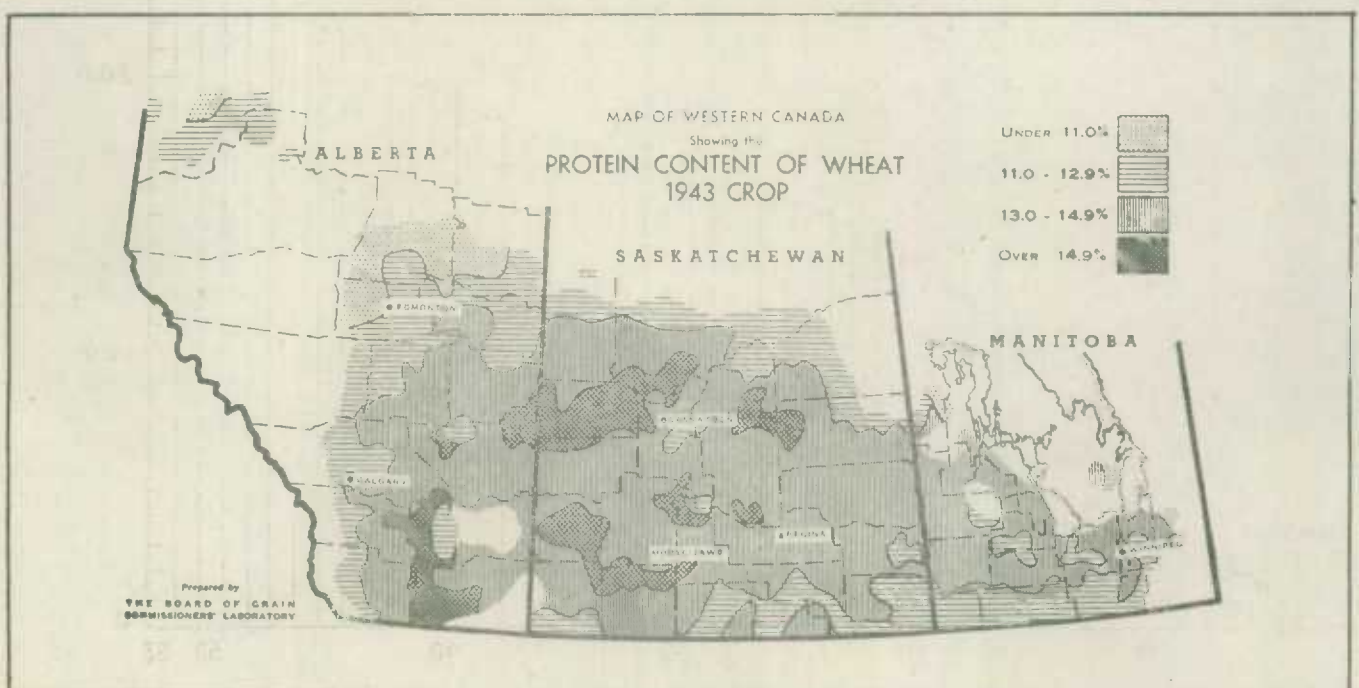 MAP OF WESTERN CANADA
Showing the
PROTEIN CONTENT OF WHEAT
1943 CROP
UNDER 11.0%
11.0 - 12.9%
13.0 - 14.9%
OVER 14.9%
ALBERTA
SASKATCHEWAN
MANITOBA
EDMONTON
SASKATOON
CALGARY
REGINA
MOOSE JAW
WINNIPEG
Prepared by
THE BOARD OF GRAIN
COMMISSIONERS' LABORATORY